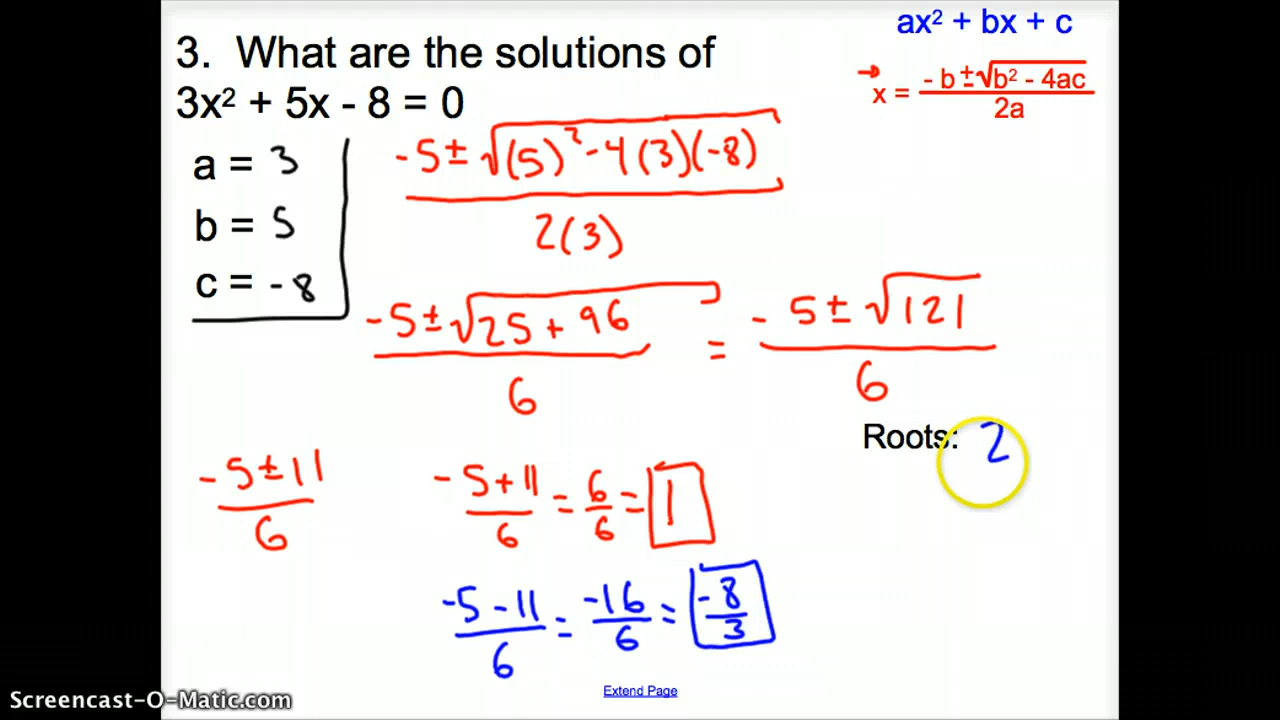 3. What are the solutions of
3x² + 5x - 8 = 0
ax² + bx + c
x = -b ± √b² - 4ac / 2a
a = 3
b = 5
c = -8
-5 ± √(5)² - 4(3)(-8) / 2(3)
-5 ± √25 + 96 / 6 = -5 ± √121 / 6
Roots: 2
-5 ± 11 / 6
-5 + 11 / 6 = 6/6 = 1
-5 - 11 / 6 = -16/6 = -8/3
Extend Page
Screencast-O-Matic.com